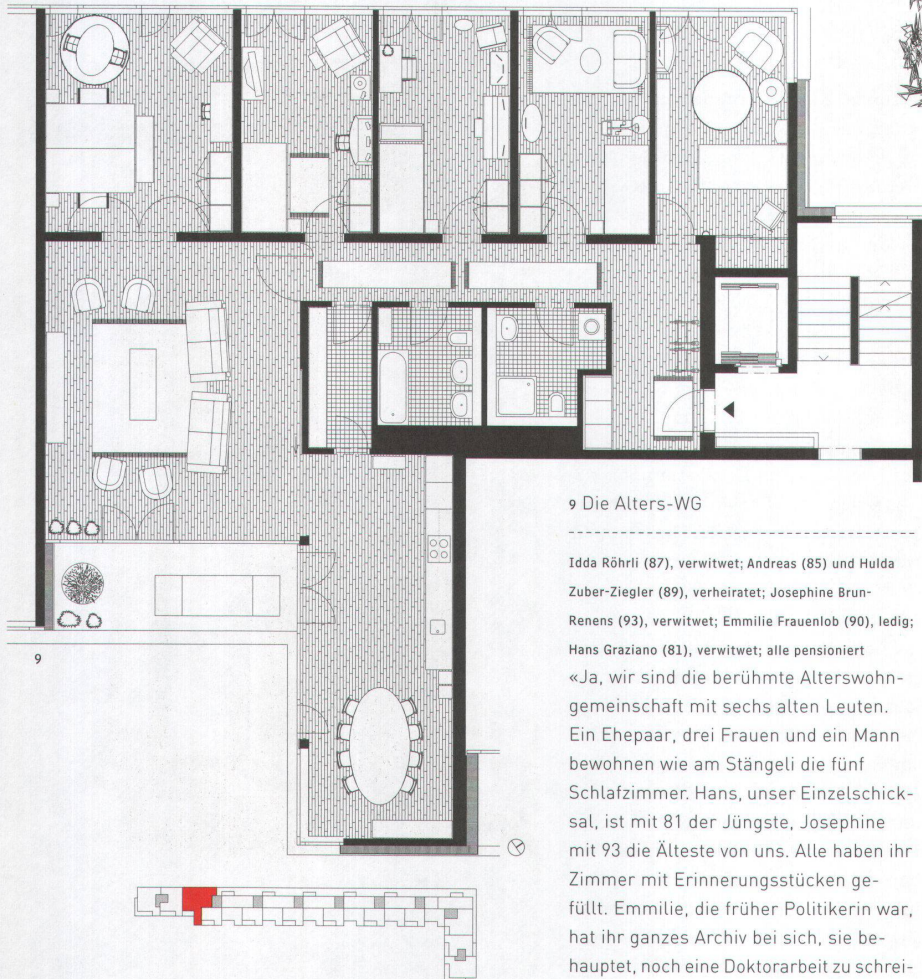 9 Die Alters-WG
Idda Röhrli (87), verwitwet; Andreas (85) und Hulda
Zuber-Ziegler (89), verheiratet; Josephine Brun-
Renens (93), verwitwet; Emmilie Frauenlob (90), ledig;
Hans Graziano (81), verwitwet; alle pensioniert
«Ja, wir sind die berühmte Alterswohn-
gemeinschaft mit sechs alten Leuten.
Ein Ehepaar, drei Frauen und ein Mann
bewohnen wie am Stängeli die fünf
Schlafzimmer. Hans, unser Einzelschick-
sal, ist mit 81 der Jüngste, Josephine
mit 93 die Älteste von uns. Alle haben ihr
Zimmer mit Erinnerungsstücken ge-
füllt. Emmilie, die früher Politikerin war,
hat ihr ganzes Archiv bei sich, sie be-
hauptet, noch eine Doktorarbeit zu schrei-
9